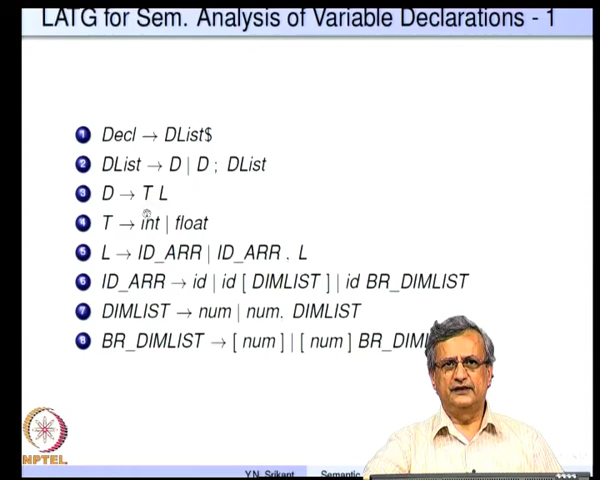 LATG for Sem. Analysis of Variable Declarations - 1
1 Decl → DList$
2 DList → D | D ; DList
3 D → T L
4 T → int | float
5 L → ID_ARR | ID_ARR . L
6 ID_ARR → id | id [ DIMLIST ] | id BR_DIMLIST
7 DIMLIST → num | num. DIMLIST
8 BR_DIMLIST → [ num ] | [ num ]
NPTEL
Y.N. Srikant Semantic